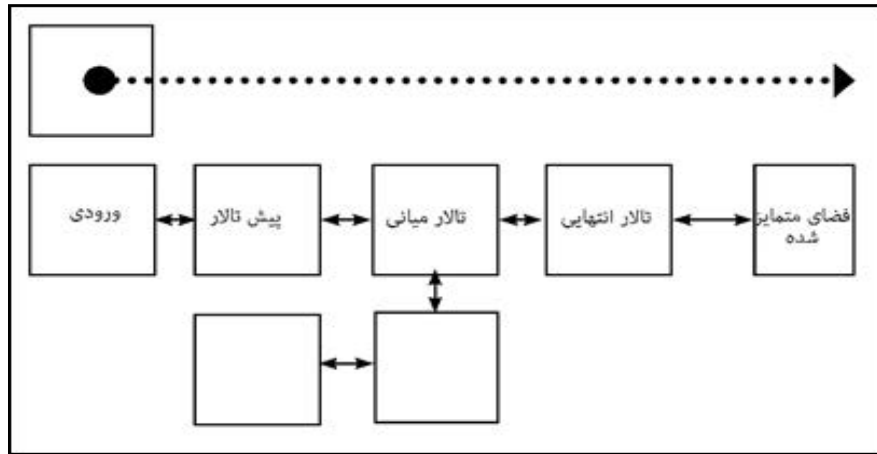 ورودی
پیش تالار
تالار میانی
تالار انتهایی
فضای متمایز
شده